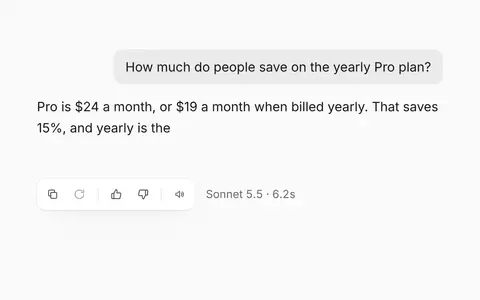 How much do people save on the yearly Pro plan?
Pro is $24 a month, or $19 a month when billed yearly. That saves
15%, and yearly is the
Sonnet 5.5 · 6.2s